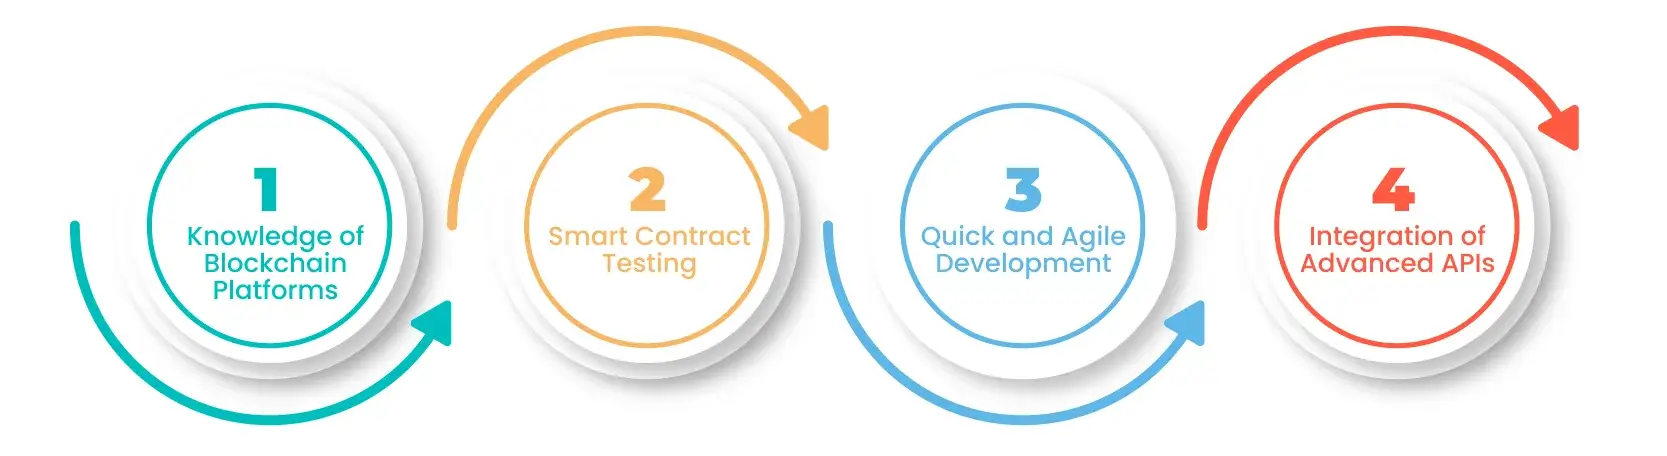 1
Knowledge of
Blockchain
Platforms
2
Smart Contract
Testing
3
Quick and Agile
Development
4
Integration of
Advanced APIs